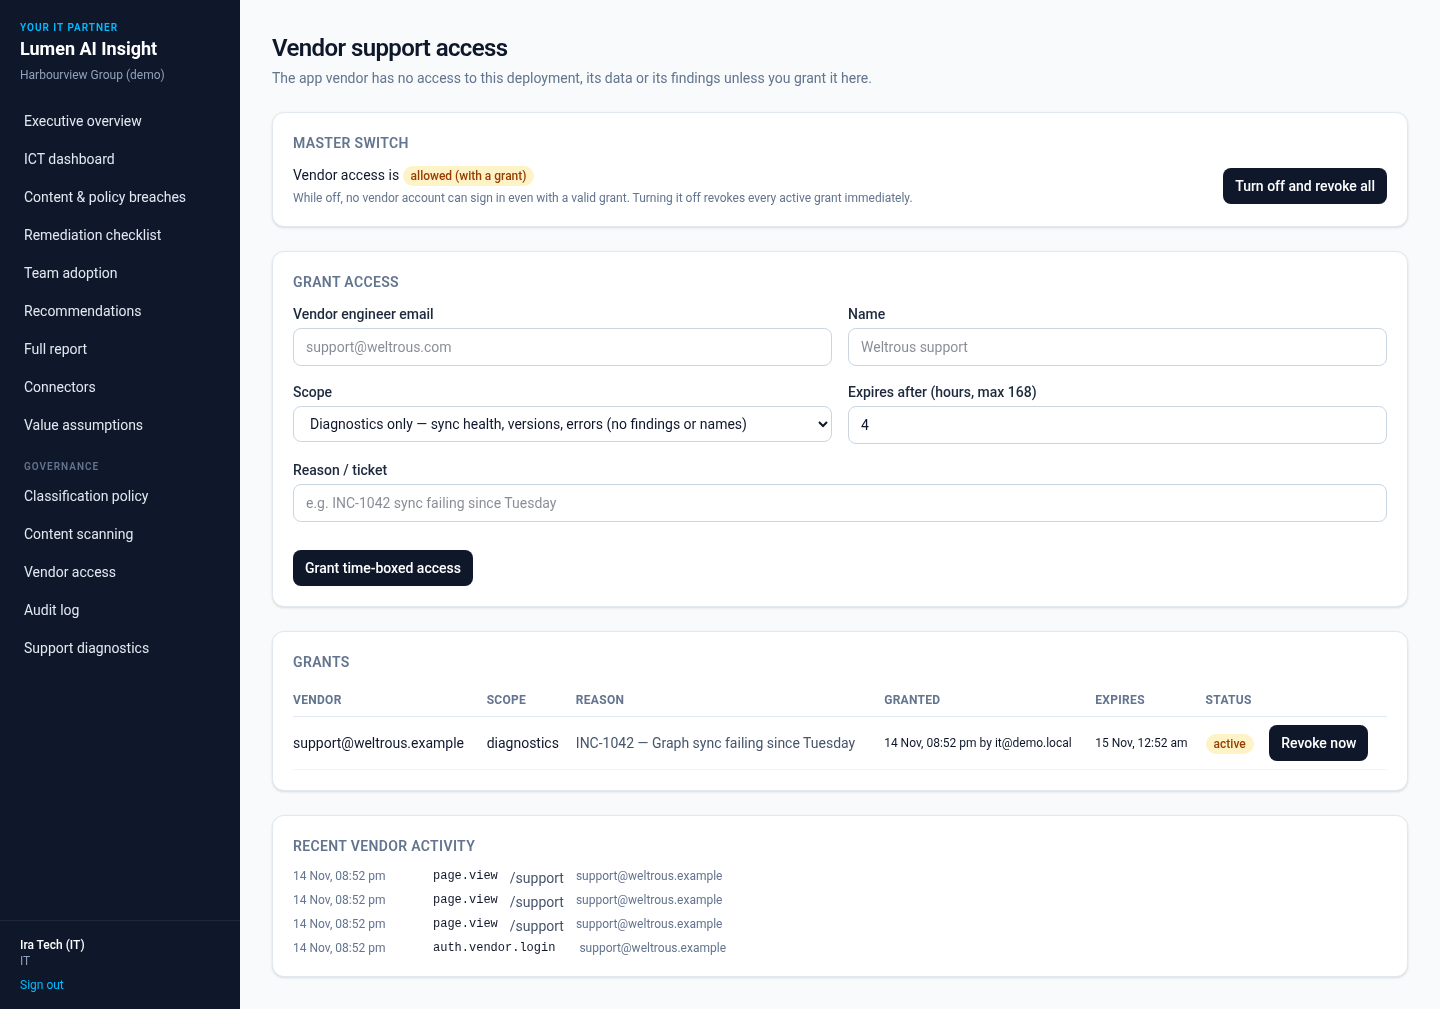 YOUR IT PARTNER
Lumen AI Insight
Harbourview Group (demo)
Executive overview
ICT dashboard
Content & policy breaches
Remediation checklist
Team adoption
Recommendations
Full report
Connectors
Value assumptions
GOVERNANCE
Classification policy
Content scanning
Vendor access
Audit log
Support diagnostics
Ira Tech (IT)
IT
Sign out
Vendor support access
The app vendor has no access to this deployment, its data or its findings unless you grant it here.
MASTER SWITCH
Vendor access is allowed (with a grant)
While off, no vendor account can sign in even with a valid grant. Turning it off revokes every active grant immediately.
Turn off and revoke all
GRANT ACCESS
Vendor engineer email
Name
support@weltrous.com
Weltrous support
Scope
Expires after (hours, max 168)
Diagnostics only — sync health, versions, errors (no findings or names)
4
Reason / ticket
e.g. INC-1042 sync failing since Tuesday
Grant time-boxed access
GRANTS
VENDOR SCOPE REASON GRANTED EXPIRES STATUS
support@weltrous.example diagnostics INC-1042 — Graph sync failing since Tuesday 14 Nov, 08:52 pm by it@demo.local 15 Nov, 12:52 am active Revoke now
RECENT VENDOR ACTIVITY
14 Nov, 08:52 pm page.view /support support@weltrous.example
14 Nov, 08:52 pm page.view /support support@weltrous.example
14 Nov, 08:52 pm page.view /support support@weltrous.example
14 Nov, 08:52 pm auth.vendor.login support@weltrous.example